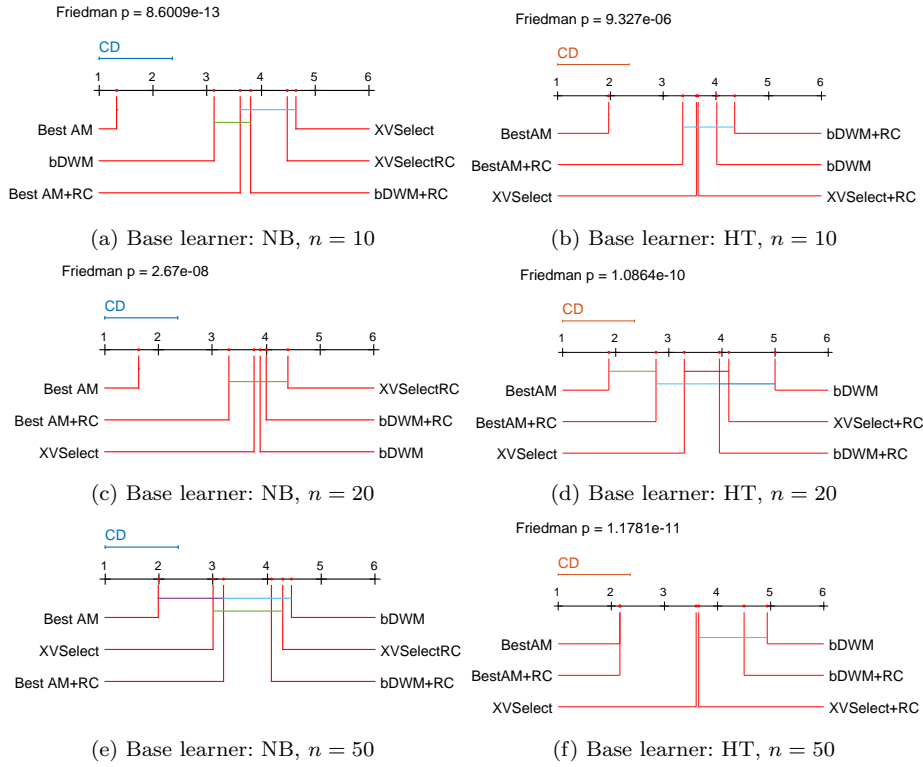 Friedman p = 8.6009e-13
CD
1 2 3 4 5 6
Best AM
bDWM
Best AM+RC
XVSelect
XVSelectRC
bDWM+RC
(a) Base learner: NB, n = 10
Friedman p = 9.327e-06
CD
1 2 3 4 5 6
BestAM
BestAM+RC
XVSelect
bDWM+RC
bDWM
XVSelect+RC
(b) Base learner: HT, n = 10
Friedman p = 2.67e-08
CD
1 2 3 4 5 6
Best AM
Best AM+RC
XVSelect
XVSelectRC
bDWM+RC
bDWM
(c) Base learner: NB, n = 20
Friedman p = 1.0864e-10
CD
1 2 3 4 5 6
BestAM
BestAM+RC
XVSelect
bDWM
XVSelect+RC
bDWM+RC
(d) Base learner: HT, n = 20
CD
1 2 3 4 5 6
Best AM
XVSelect
Best AM+RC
bDWM
XVSelectRC
bDWM+RC
(e) Base learner: NB, n = 50
Friedman p = 1.1781e-11
CD
1 2 3 4 5 6
BestAM
BestAM+RC
XVSelect
bDWM
bDWM+RC
XVSelect+RC
(f) Base learner: HT, n = 50